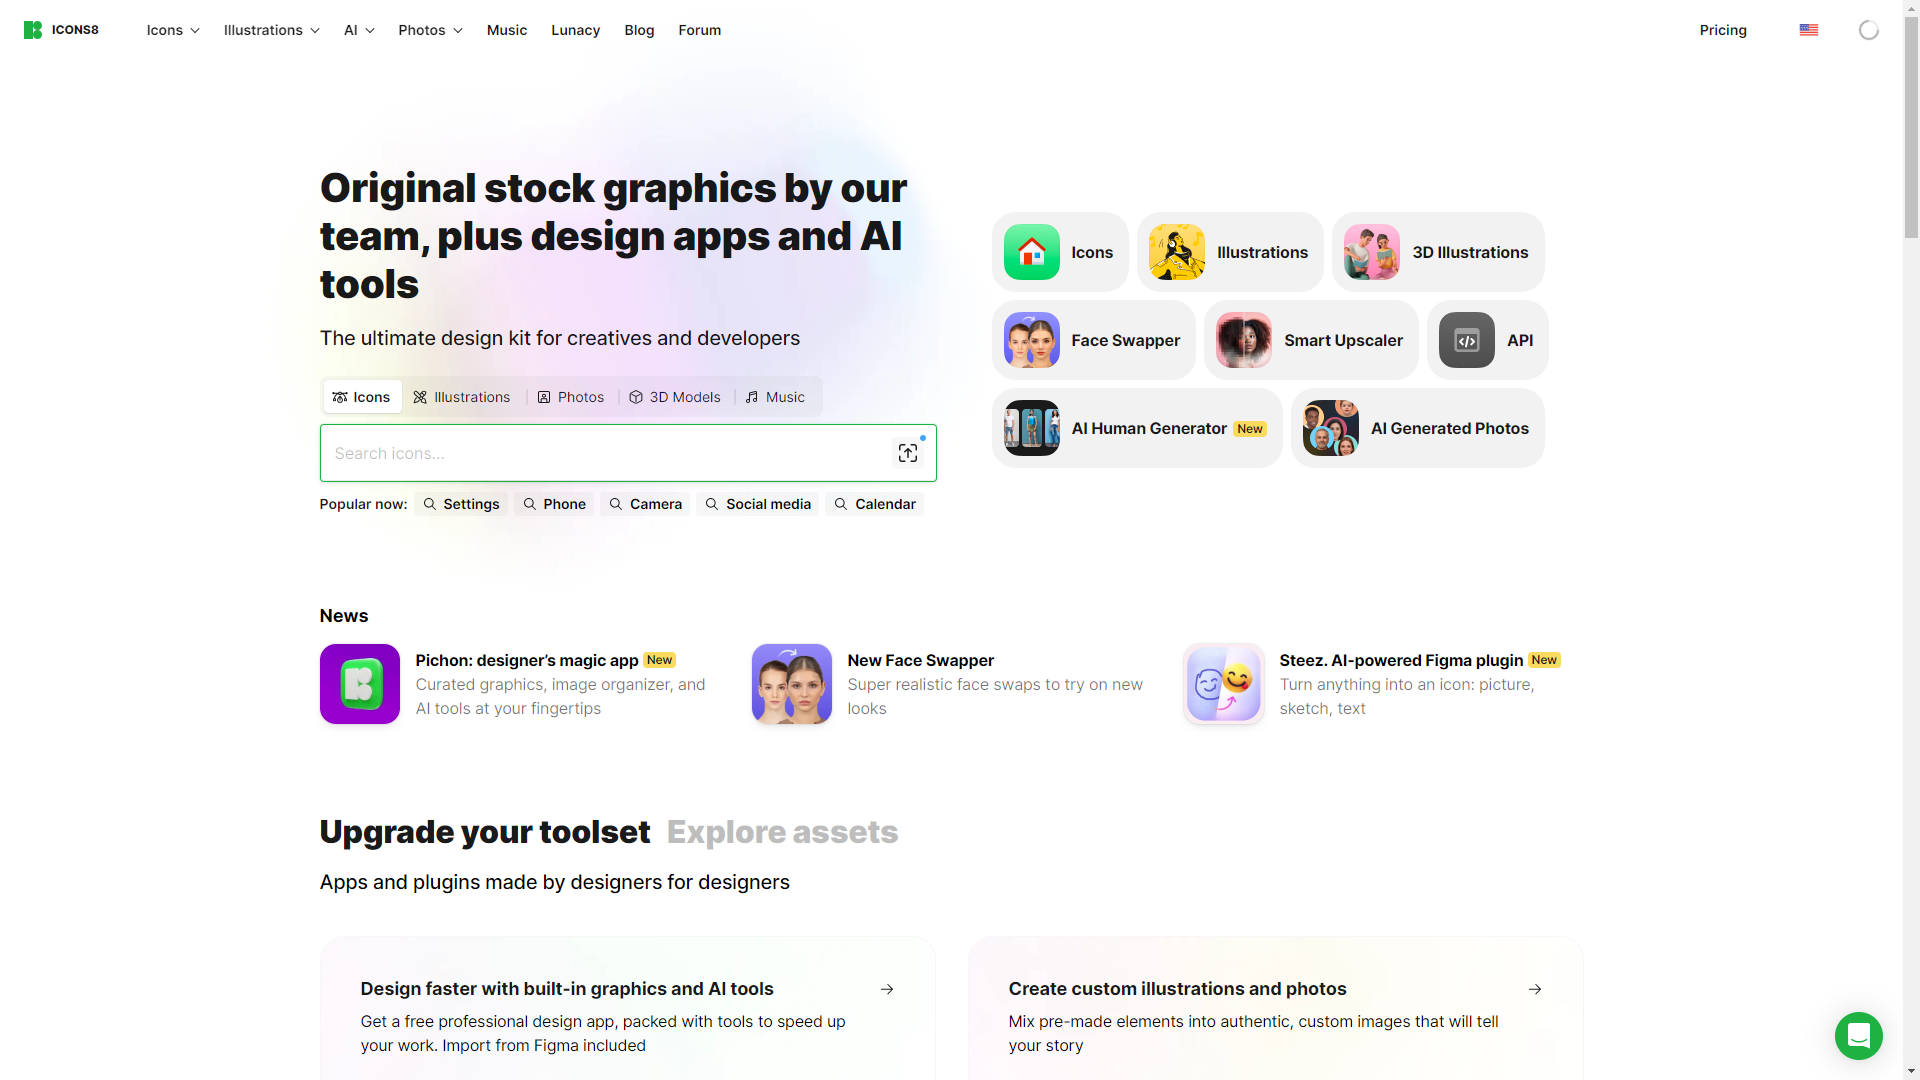 ICONS8
Icons
Illustrations
AI
Photos
Music
Lunacy
Blog
Forum
Pricing
Original stock graphics by our
team, plus design apps and AI
tools
The ultimate design kit for creatives and developers
Icons
Illustrations
Photos
3D Models
Music
Search icons...
Popular now:
Settings
Phone
Camera
Social media
Calendar
Icons
Illustrations
3D Illustrations
Face Swapper
Smart Upscaler
API
AI Human Generator New
AI Generated Photos
News
Pichon: designer’s magic app New
Curated graphics, image organizer, and
AI tools at your fingertips
New Face Swapper
Super realistic face swaps to try on new
looks
Steez. AI-powered Figma plugin New
Turn anything into an icon: picture,
sketch, text
Upgrade your toolset
Explore assets
Apps and plugins made by designers for designers
Design faster with built-in graphics and AI tools
Get a free professional design app, packed with tools to speed up
your work. Import from Figma included
Create custom illustrations and photos
Mix pre-made elements into authentic, custom images that will tell
your story